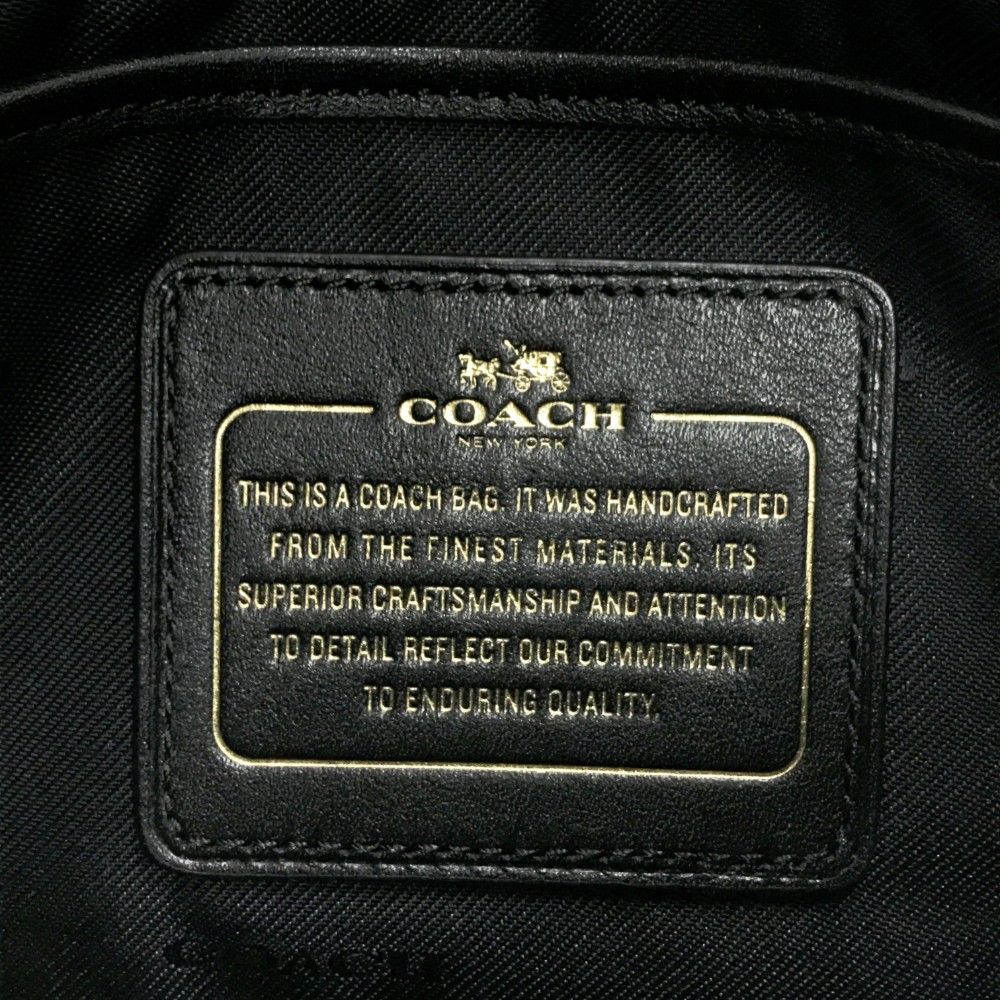 COACH
NEW YORK
THIS IS A COACH BAG. IT WAS HANDCRAFTED
FROM THE FINEST MATERIALS. ITS
SUPERIOR CRAFTSMANSHIP AND ATTENTION
TO DETAIL REFLECT OUR COMMITMENT
TO ENDURING QUALITY.
COACH